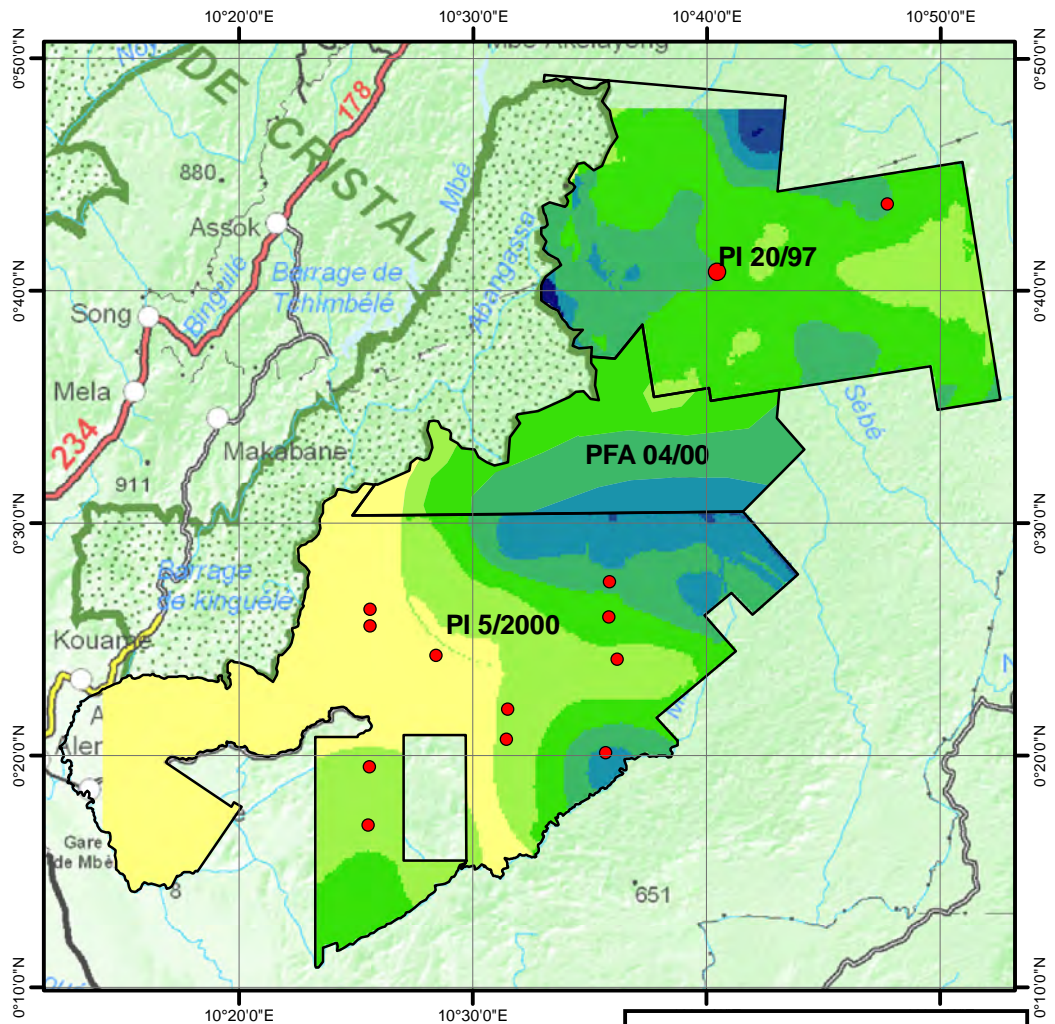 10°20'0"E 10°30'0"E 10°40'0"E 10°50'0"E
0°50'0"N 0°50'0"N
DE
CRISTAL
178
880
Mbé
Assok
Abangassa
Barrage de
Tchimbélé
PI 20/97
0°40'0"N 0°40'0"N
Song
Binguilé
Mela
Sébé
234
Makabane
PFA 04/00
911
0°30'0"N 0°30'0"N
Barrage
de kinguélé
PI 5/2000
Kouame
0°20'0"N 0°20'0"N
Gare
de Mbé
8
651
0°10'0"N 0°10'0"N
10°20'0"E 10°30'0"E 10°40'0"E 10°50'0"E